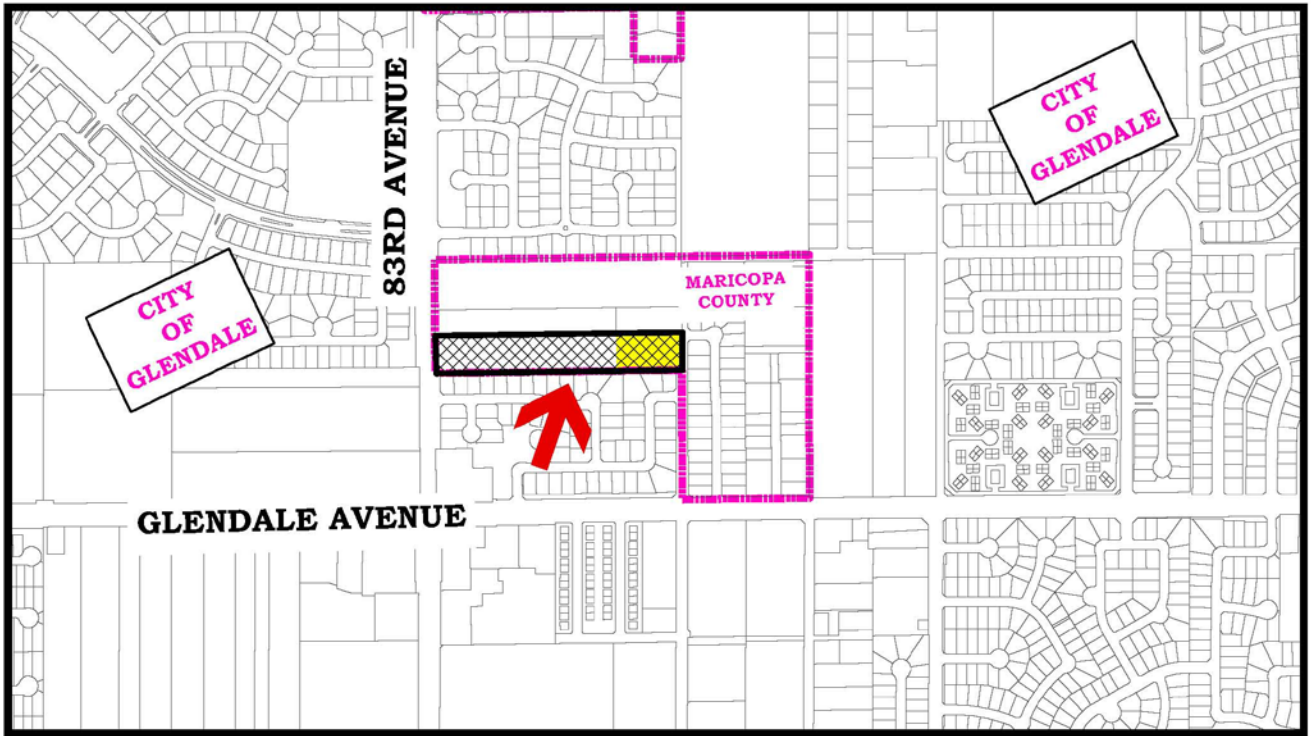 CITY
OF
GLENDALE
83RD AVENUE
MARICOPA
COUNTY
CITY
OF
GLENDALE
GLENDALE AVENUE